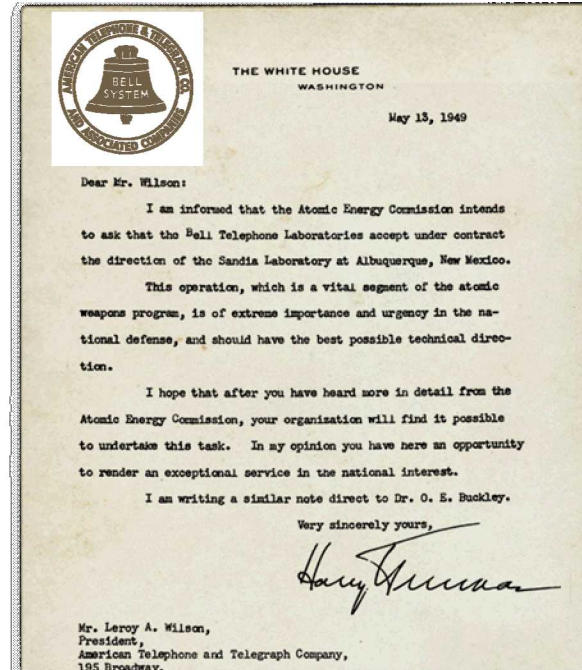 AMERICAN TELEPHONE & TELEGRAPH CO.
BELL
SYSTEM
AND ASSOCIATED COMPANIES
THE WHITE HOUSE
WASHINGTON
May 13, 1949
Dear Mr. Wilson:
I am informed that the Atomic Energy Commission intends
to ask that the Bell Telephone Laboratories accept under contract
the direction of the Sandia Laboratory at Albuquerque, New Mexico.
This operation, which is a vital segment of the atomic
weapons program, is of extreme importance and urgency in the na-
tional defense, and should have the best possible technical direc-
tion.
I hope that after you have heard more in detail from the
Atomic Energy Commission, your organization will find it possible
to undertake this task. In my opinion you have here an opportunity
to render an exceptional service in the national interest.
I am writing a similar note direct to Dr. O. E. Buckley.
Very sincerely yours,
Harry Truman
Mr. Leroy A. Wilson,
President,
American Telephone and Telegraph Company,
195 Broadway,